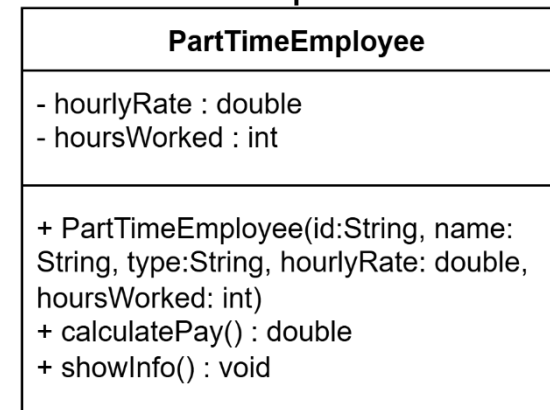 PartTimeEmployee
- hourlyRate : double
- hoursWorked : int
+ PartTimeEmployee(id:String, name:
String, type:String, hourlyRate: double,
hoursWorked: int)
+ calculatePay() : double
+ showInfo() : void